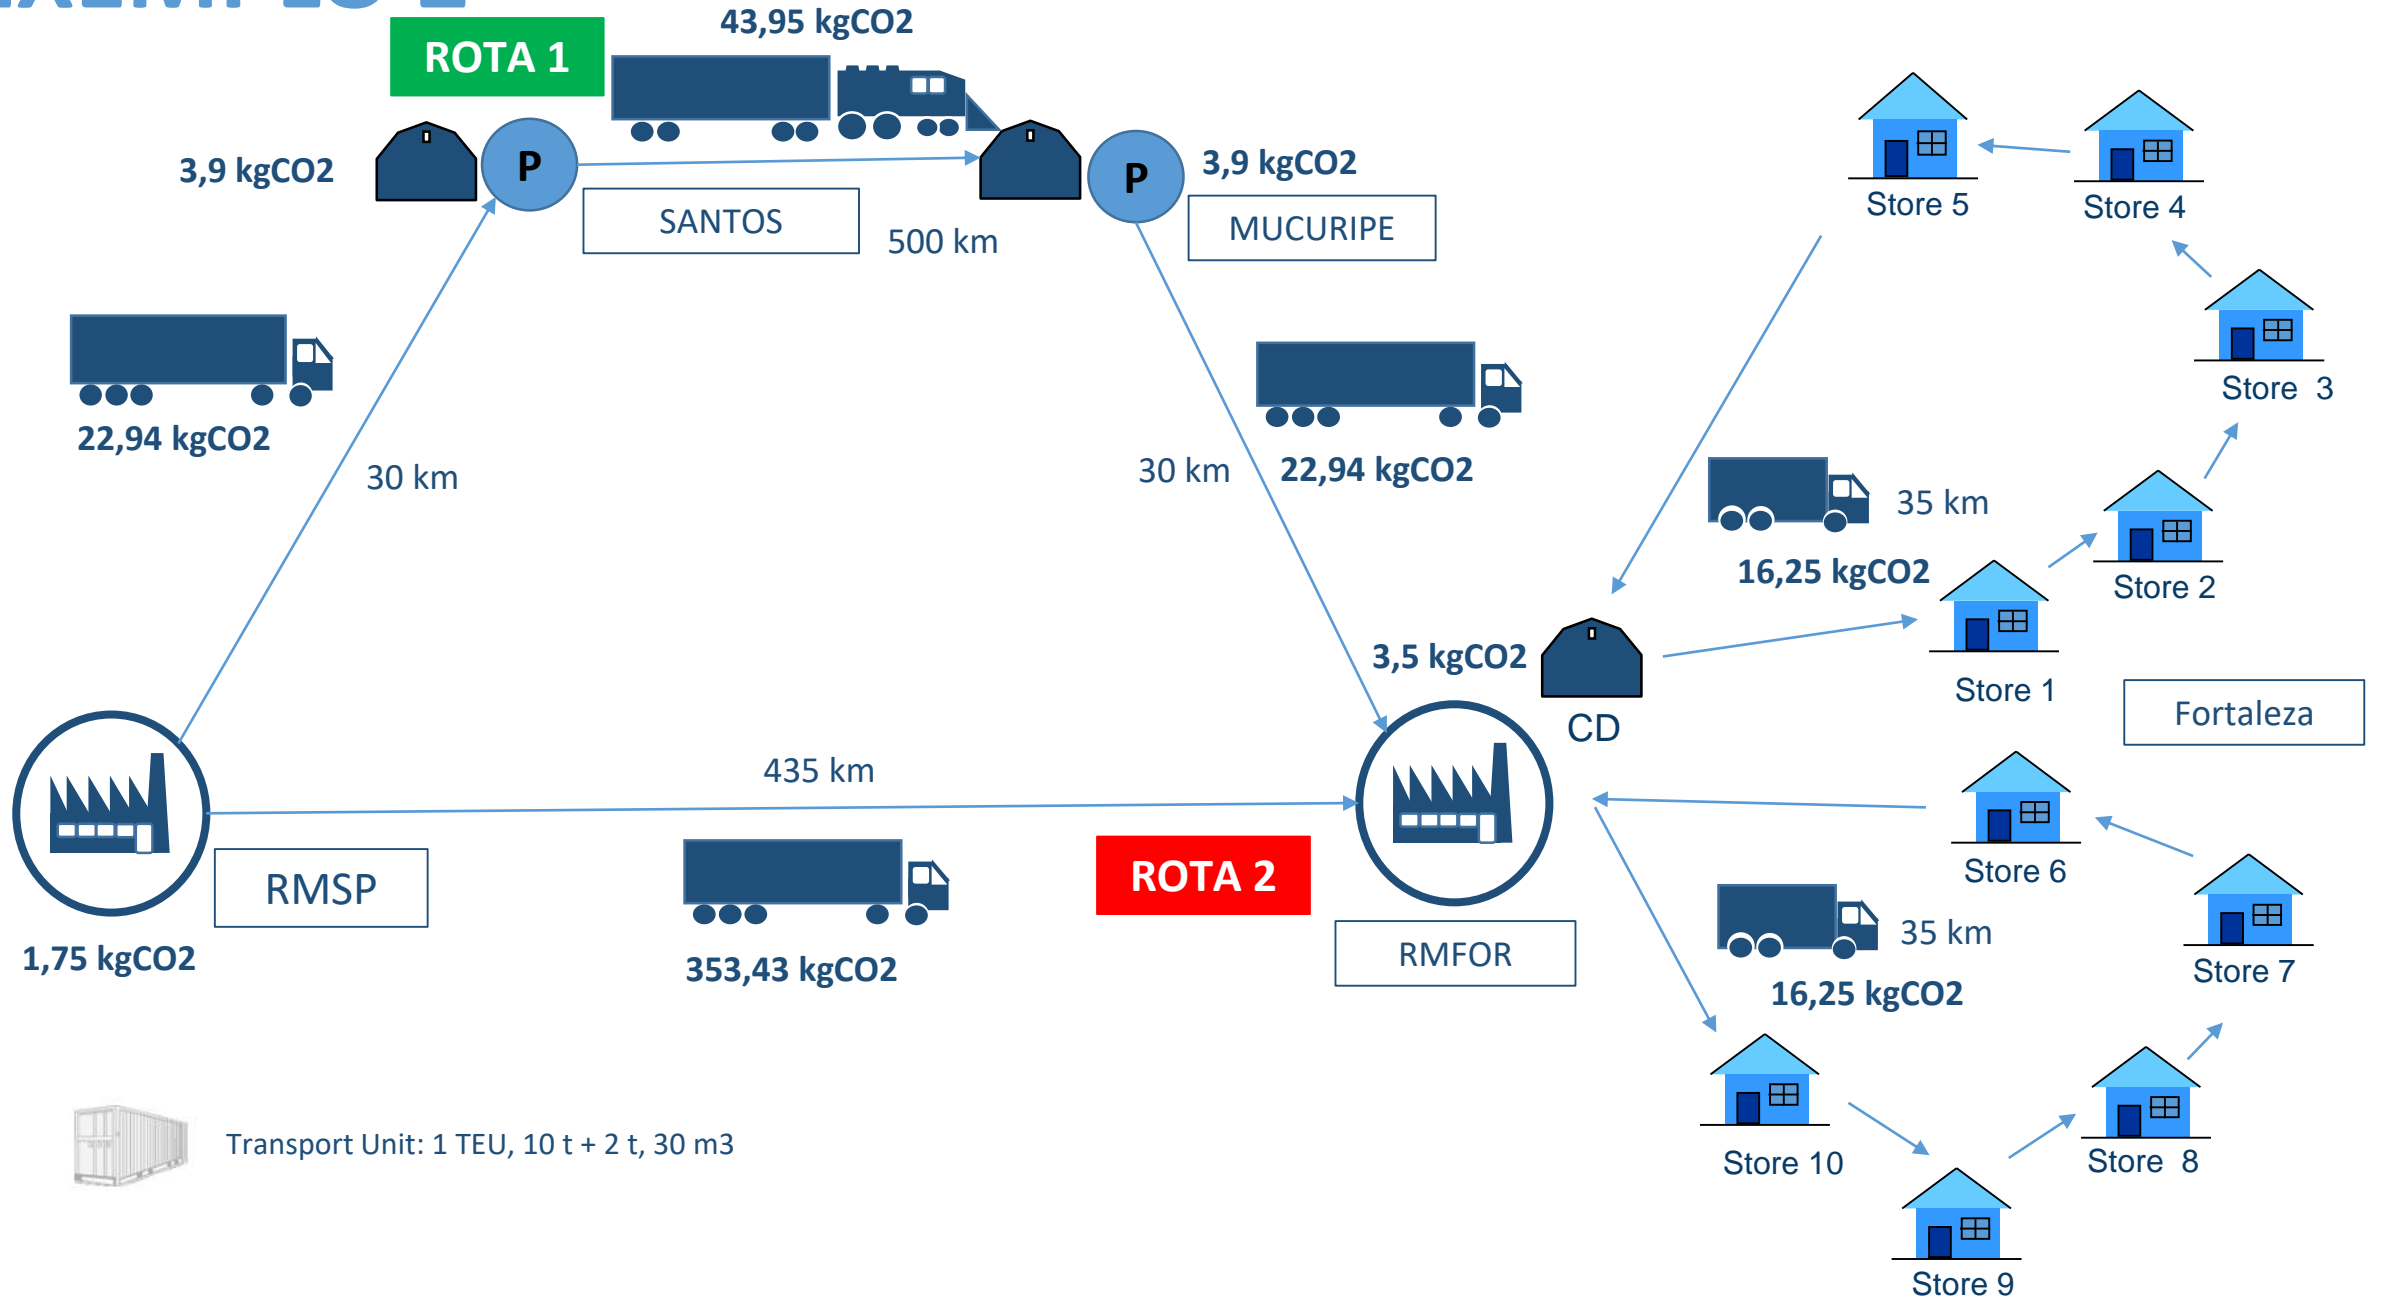 43,95 kgCO2
ROTA 1
3,9 kgCO2
P
P
3,9 kgCO2
SANTOS
500 km
MUCURIPE
Store 5
Store 4
Store  3
22,94 kgCO2
30 km
30 km
22,94 kgCO2
35 km
16,25 kgCO2
Store 2
Store 1
3,5 kgCO2
CD
Fortaleza
435 km
ROTA 2
RMSP
1,75 kgCO2
353,43 kgCO2
RMFOR
Store 6
35 km
16,25 kgCO2
Store 7
Store 10
Store  8
Store 9
Transport Unit: 1 TEU, 10 t + 2 t, 30 m3